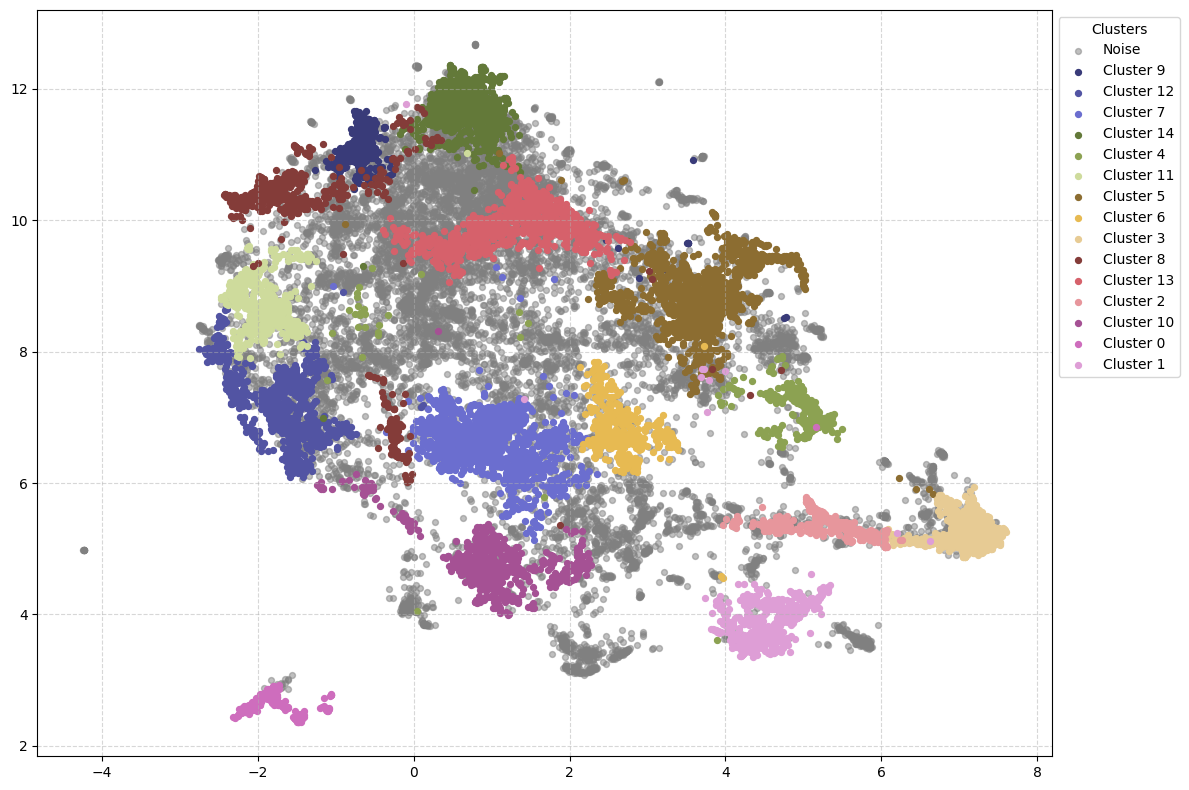 12
10
8
6
4
2
−4
−2
0
2
4
6
8
Clusters
Noise
Cluster 9
Cluster 12
Cluster 7
Cluster 14
Cluster 4
Cluster 11
Cluster 5
Cluster 6
Cluster 3
Cluster 8
Cluster 13
Cluster 2
Cluster 10
Cluster 0
Cluster 1